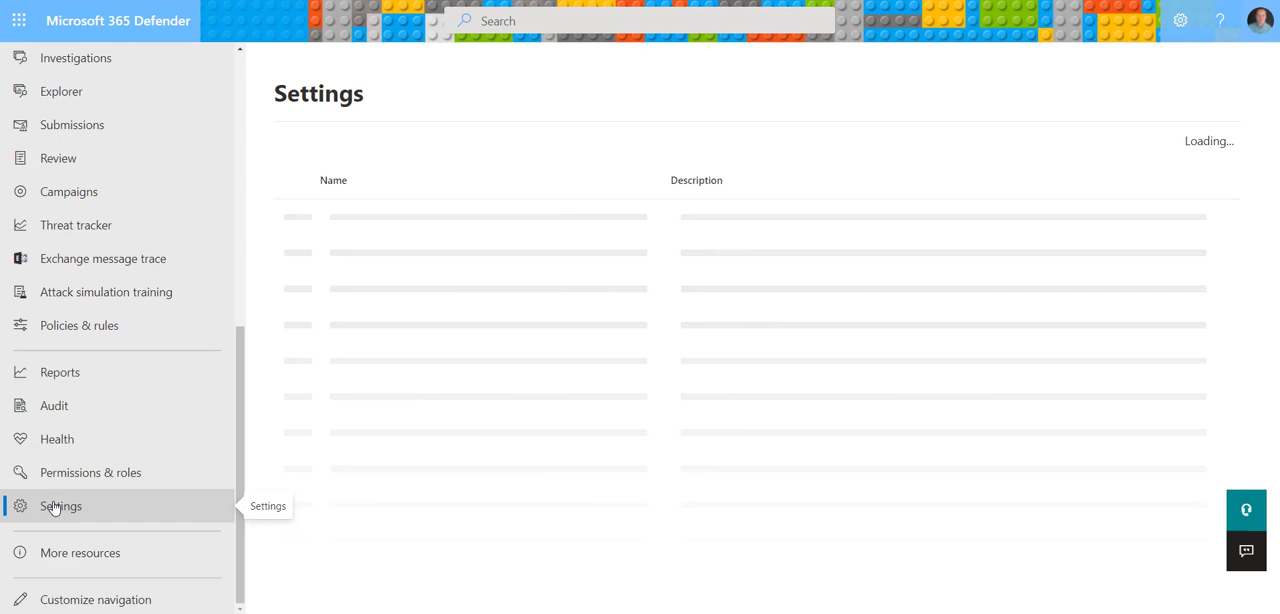 Microsoft 365 Defender
Search
?
Investigations
Explorer
Submissions
Review
Campaigns
Threat tracker
Exchange message trace
Attack simulation training
Policies & rules
Reports
Audit
Health
Permissions & roles
Settings
More resources
Customize navigation
Settings
Settings
Loading...
Name
Description